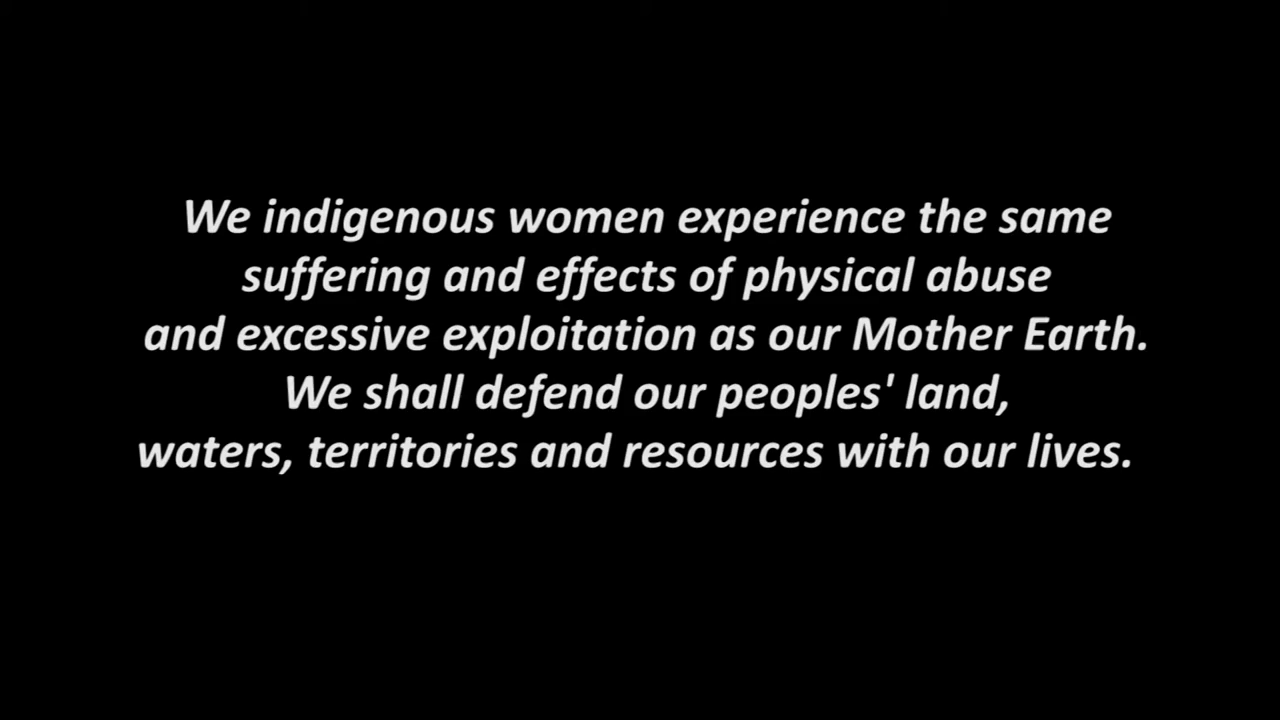 We indigenous women experience the same
suffering and effects of physical abuse
and excessive exploitation as our Mother Earth.
We shall defend our peoples' land,
waters, territories and resources with our lives.